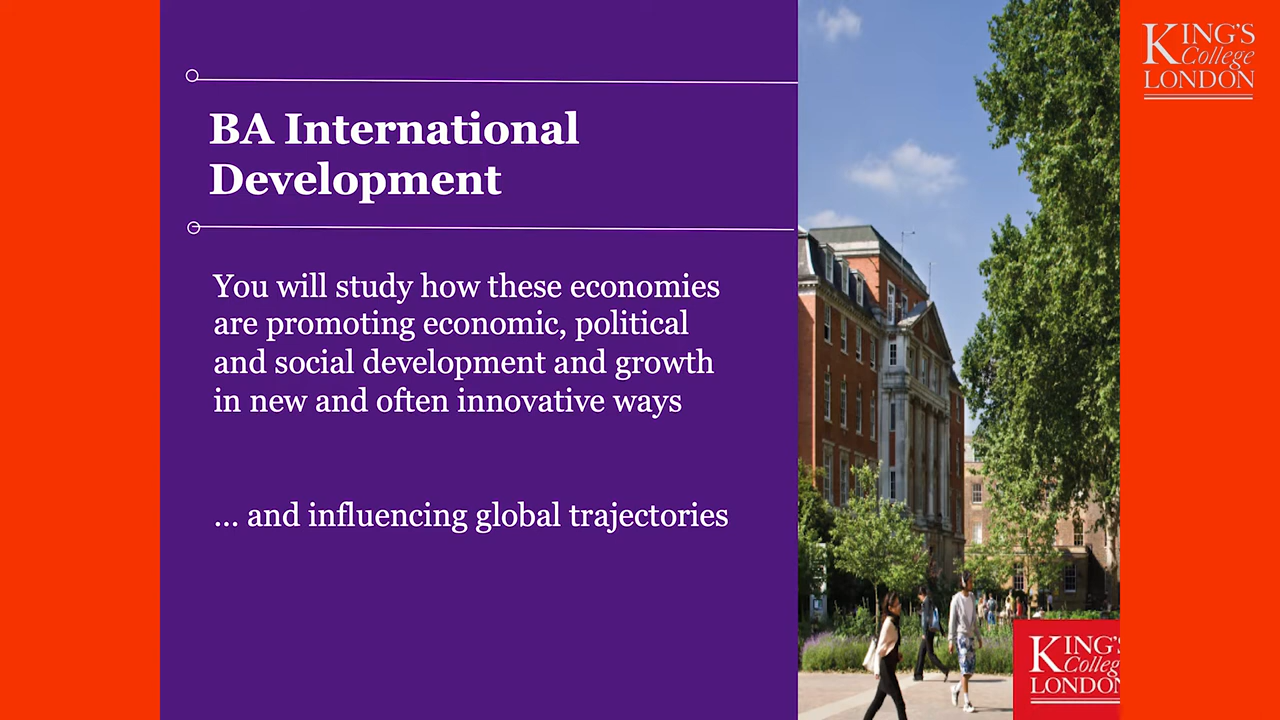 BA International
Development
You will study how these economies
are promoting economic, political
and social development and growth
in new and often innovative ways
... and influencing global trajectories
KING'S
College
LONDON
KING'S
College
LONDON